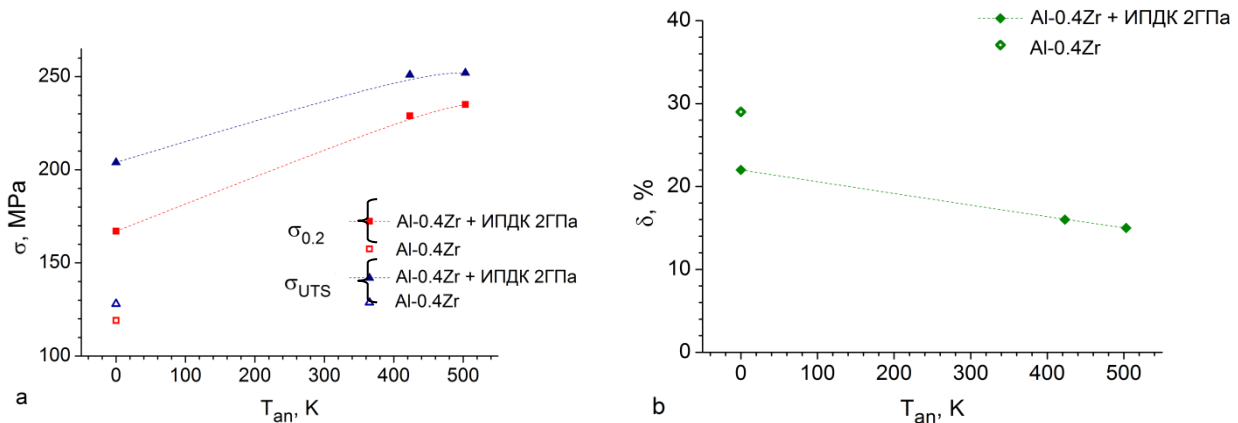 250
200
150
100
σ, MPa
σ0.2
Al-0.4Zr + ИПДК 2ГПа
Al-0.4Zr
σUTS
Al-0.4Zr + ИПДК 2ГПа
Al-0.4Zr
0 100 200 300 400 500
Tan, K
a
Al-0.4Zr + ИПДК 2ГПа
Al-0.4Zr
40
30
20
10
0
δ, %
0 100 200 300 400 500
Tan, K
b